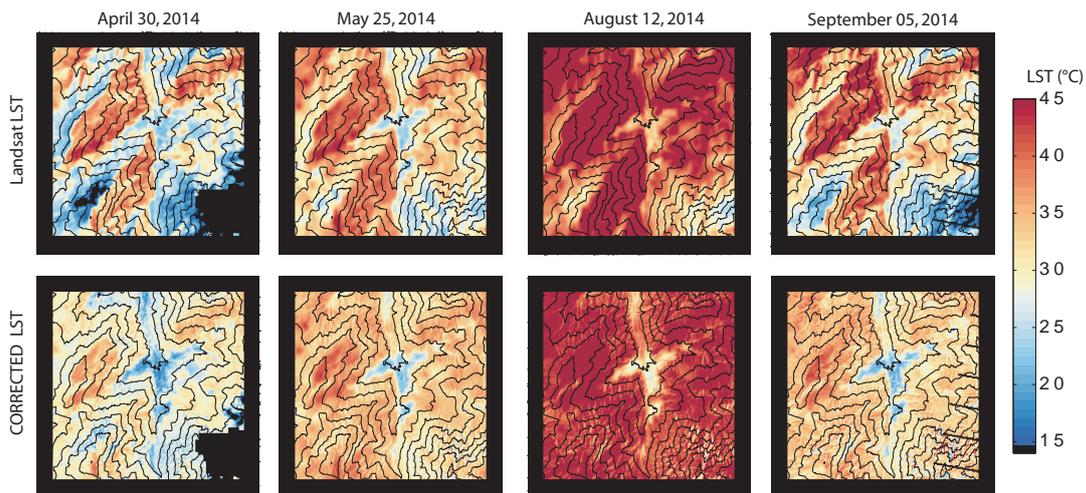 April 30, 2014
May 25, 2014
August 12, 2014
September 05, 2014
LST (°C)
Landsat LST
CORRECTED LST
45
40
35
30
25
20
15